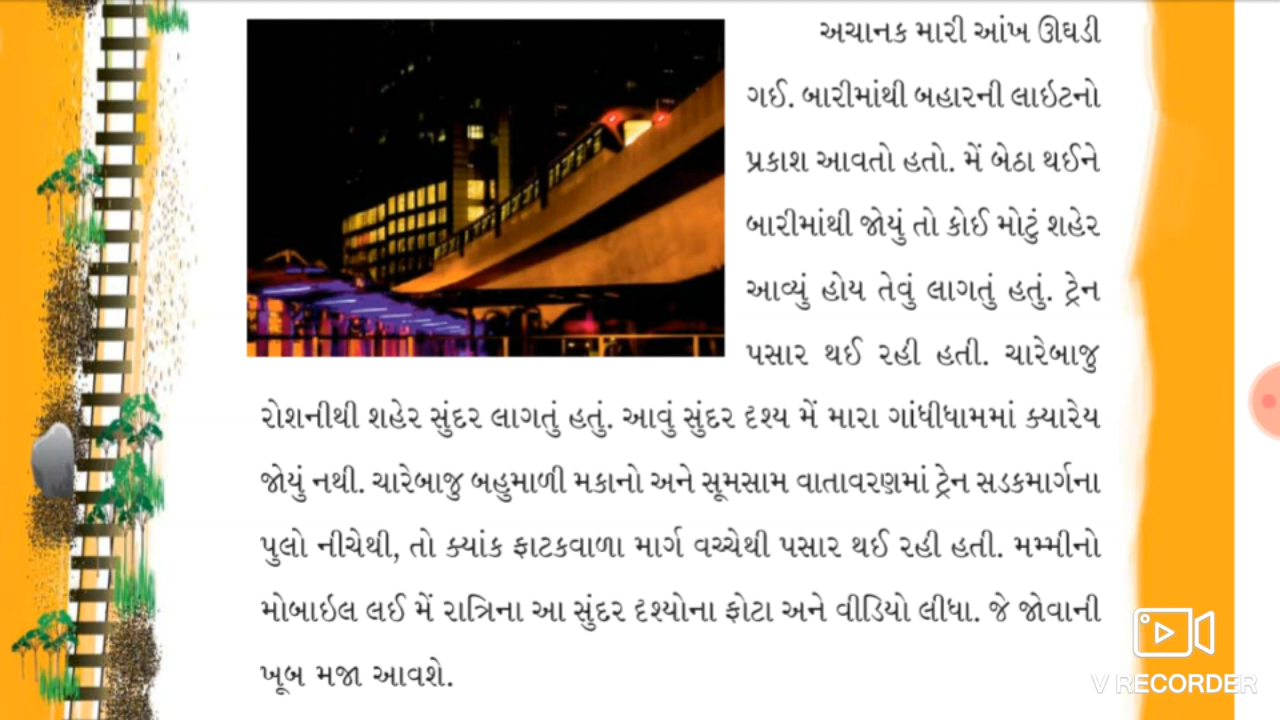 અચાનક મારી આંખ ઊઘડી
ગઈ. બારીમાંથી બહારની લાઇટનો
પ્રકાશ આવતો હતો. મેં બેઠા થઈને
બારીમાંથી જોયું તો કોઈ મોટું શહેર
આવ્યું હોય તેવું લાગતું હતું. ટ્રેન
પસાર થઈ રહી હતી. ચારેબાજુ
રોશનીથી શહેર સુંદર લાગતું હતું. આવું સુંદર દૃશ્ય મેં મારા ગાંધીધામમાં ક્યારેય
જોયું નથી. ચારેબાજુ બહુમાળી મકાનો અને સૂમસામ વાતાવરણમાં ટ્રેન સડકમાર્ગના
પુલો નીચેથી, તો ક્યાંક ફાટકવાળા માર્ગ વચ્ચેથી પસાર થઈ રહી હતી. મમ્મીનો
મોબાઇલ લઈ મેં રાત્રિના આ સુંદર દૃશ્યોના ફોટા અને વીડિયો લીધા. જે જોવાની
ખૂબ મજા આવશે.
V RECORDER